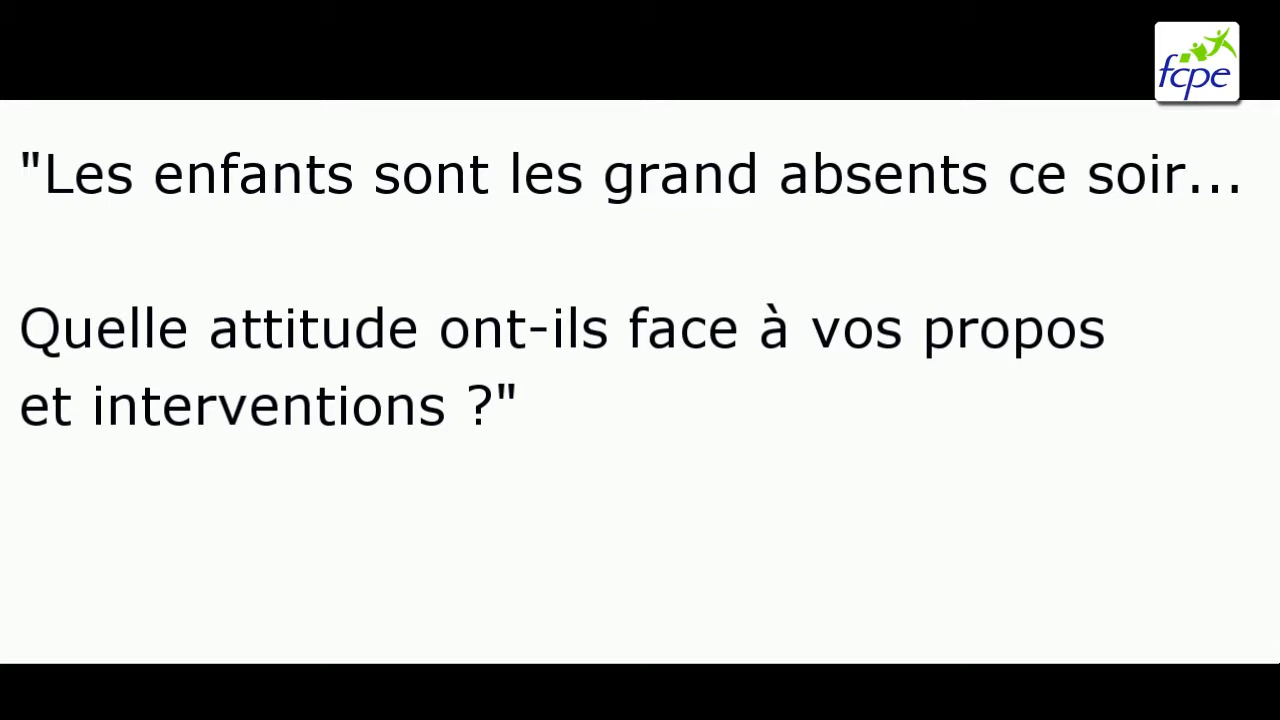 fcpe
"Les enfants sont les grand absents ce soir...
Quelle attitude ont-ils face à vos propos
et interventions ?"